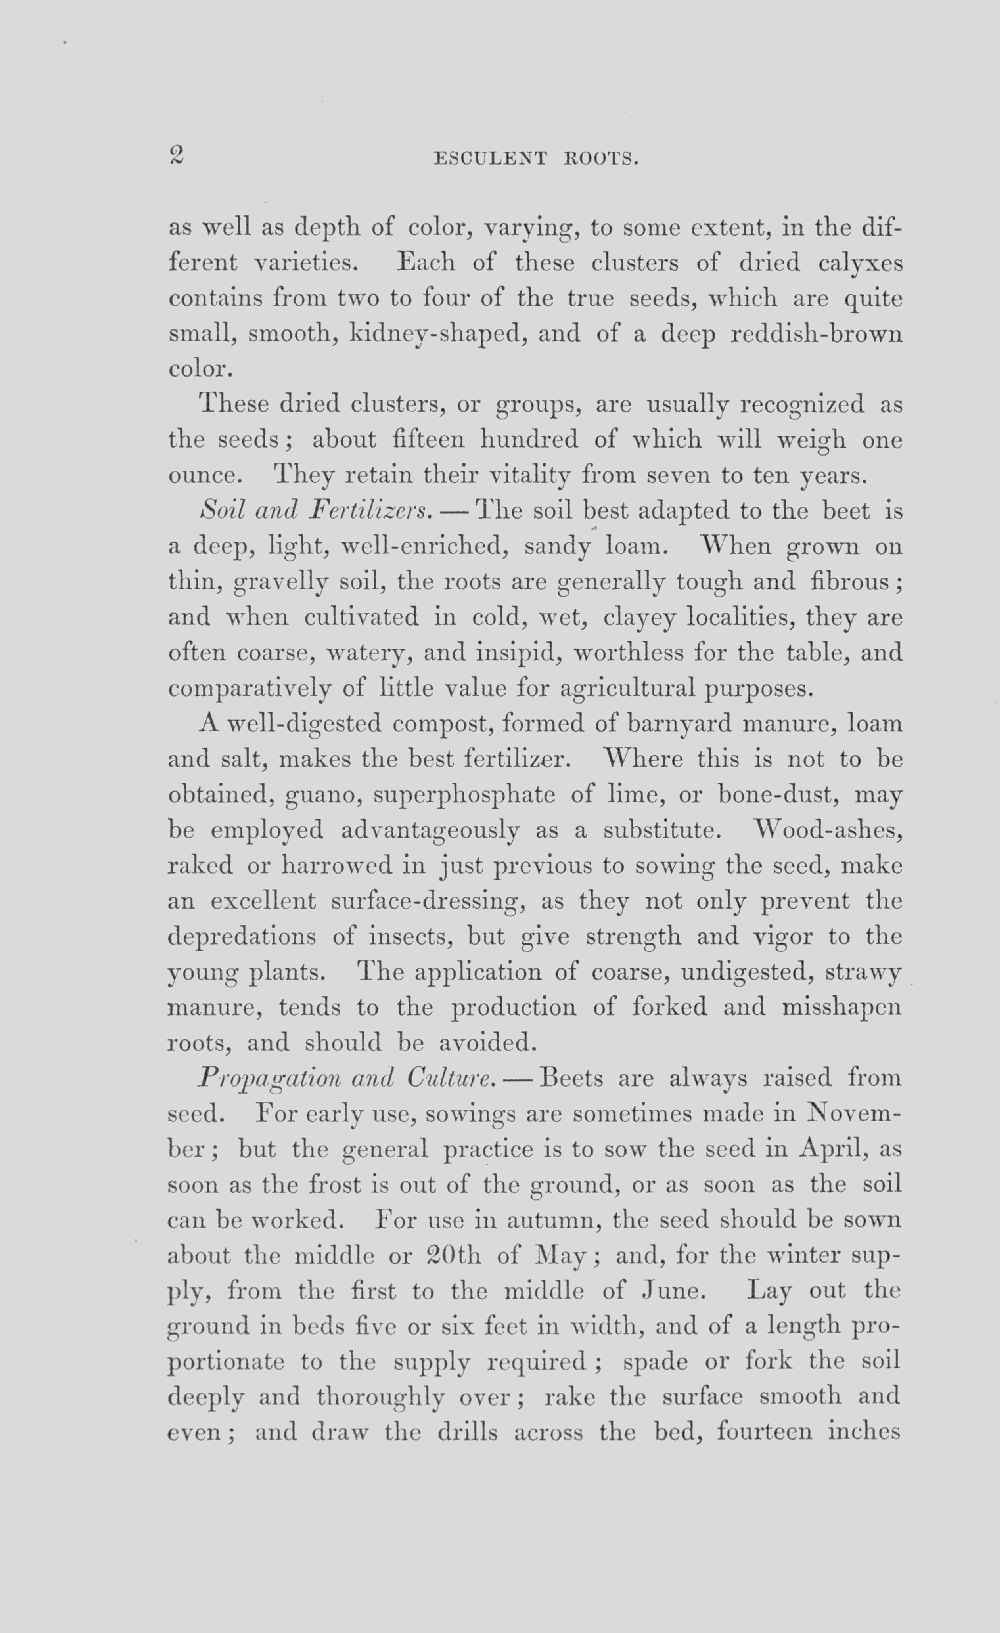 2 ESCULENT ROOTS.
as well as depth of color, varying, to some extent, in the dif-
ferent varieties. Each of these clusters of dried calyxes
contains from two to four of the true seeds, which are quite
small, smooth, kidney-shaped, and of a deep reddish-brown
color.
These dried clusters, or groups, are usually recognized as
the seeds; about fifteen hundred of which will weigh one
ounce. They retain their vitality from seven to ten years.
Soil and Fertilizers. — The soil best adapted to the beet is
a deep, light, well-enriched, sandy loam. When grown on
thin, gravelly soil, the roots are generally tough and fibrous;
and when cultivated in cold, wet, clayey localities, they are
often coarse, watery, and insipid, worthless for the table, and
comparatively of little value for agricultural purposes.
A well-digested compost, formed of barnyard manure, loam
and salt, makes the best fertilizer. Where this is not to be
obtained, guano, superphosphate of lime, or bone-dust, may
be employed advantageously as a substitute. Wood-ashes,
raked or harrowed in just previous to sowing the seed, make
an excellent surface-dressing, as they not only prevent the
depredations of insects, but give strength and vigor to the
young plants. The application of coarse, undigested, strawy
manure, tends to the production of forked and misshapen
roots, and should be avoided.
Propagation and Culture. — Beets are always raised from
seed. For early use, sowings are sometimes made in Novem-
ber; but the general practice is to sow the seed in April, as
soon as the frost is out of the ground, or as soon as the soil
can be worked. For use in autumn, the seed should be sown
about the middle or 20th of May; and, for the winter sup-
ply, from the first to the middle of June. Lay out the
ground in beds five or six feet in width, and of a length pro-
portionate to the supply required; spade or fork the soil
deeply and thoroughly over; rake the surface smooth and
even; and draw the drills across the bed, fourteen inches